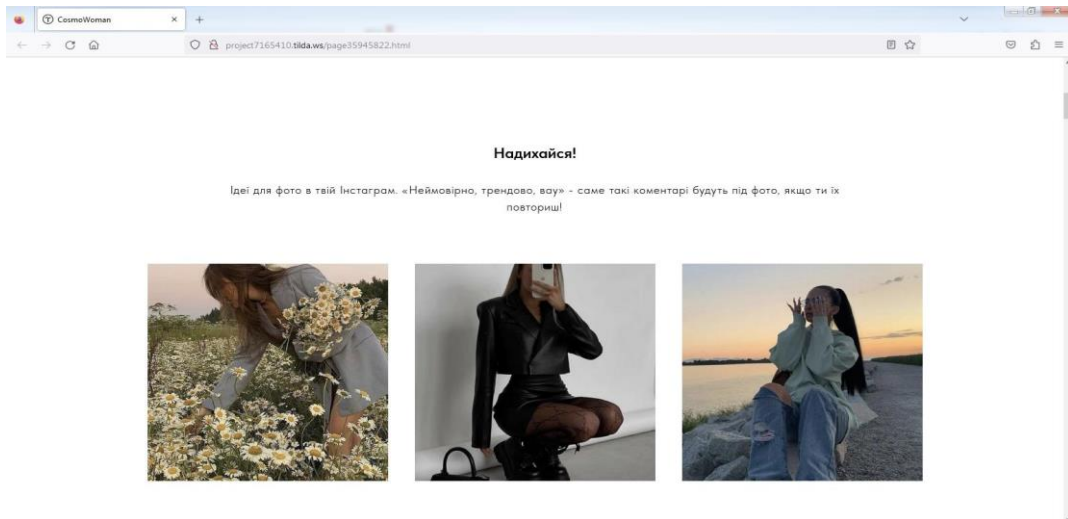 CosmoWoman
project7165410.tilda.ws/page35945822.html
Надихайся!
Ідеї для фото в твій Інстаграм. «Неймовірно, трендово, вау» - саме такі коментарі будуть під фото, якщо ти їх
повториш!